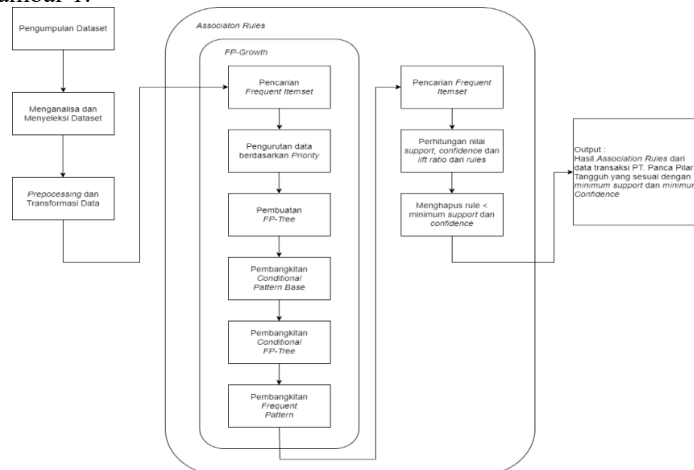 Pengumpulan Dataset
Menganalisa dan
Menyeleksi Dataset
Prepocessing dan
Transformasi Data
Associaton Rules
FP-Growth
Pencarian
Frequent Itemset
Pengurutan data
berdasarkan Priority
Pembuatan
FP-Tree
Pembangkitan
Conditional
Pattern Base
Pembangkitan
Conditional
FP-Tree
Pembangkitan
Frequent
Pattern
Pencarian Frequent
Itemset
Perhitungan nilai
support, confidence dan
lift ratio dari rules
Menghapus rule <
minimum support dan
confidence
Output :
Hasil Association Rules dari
data transaksi PT. Panca Pilar
Tangguh yang sesuai dengan
minimum support dan
Confidence